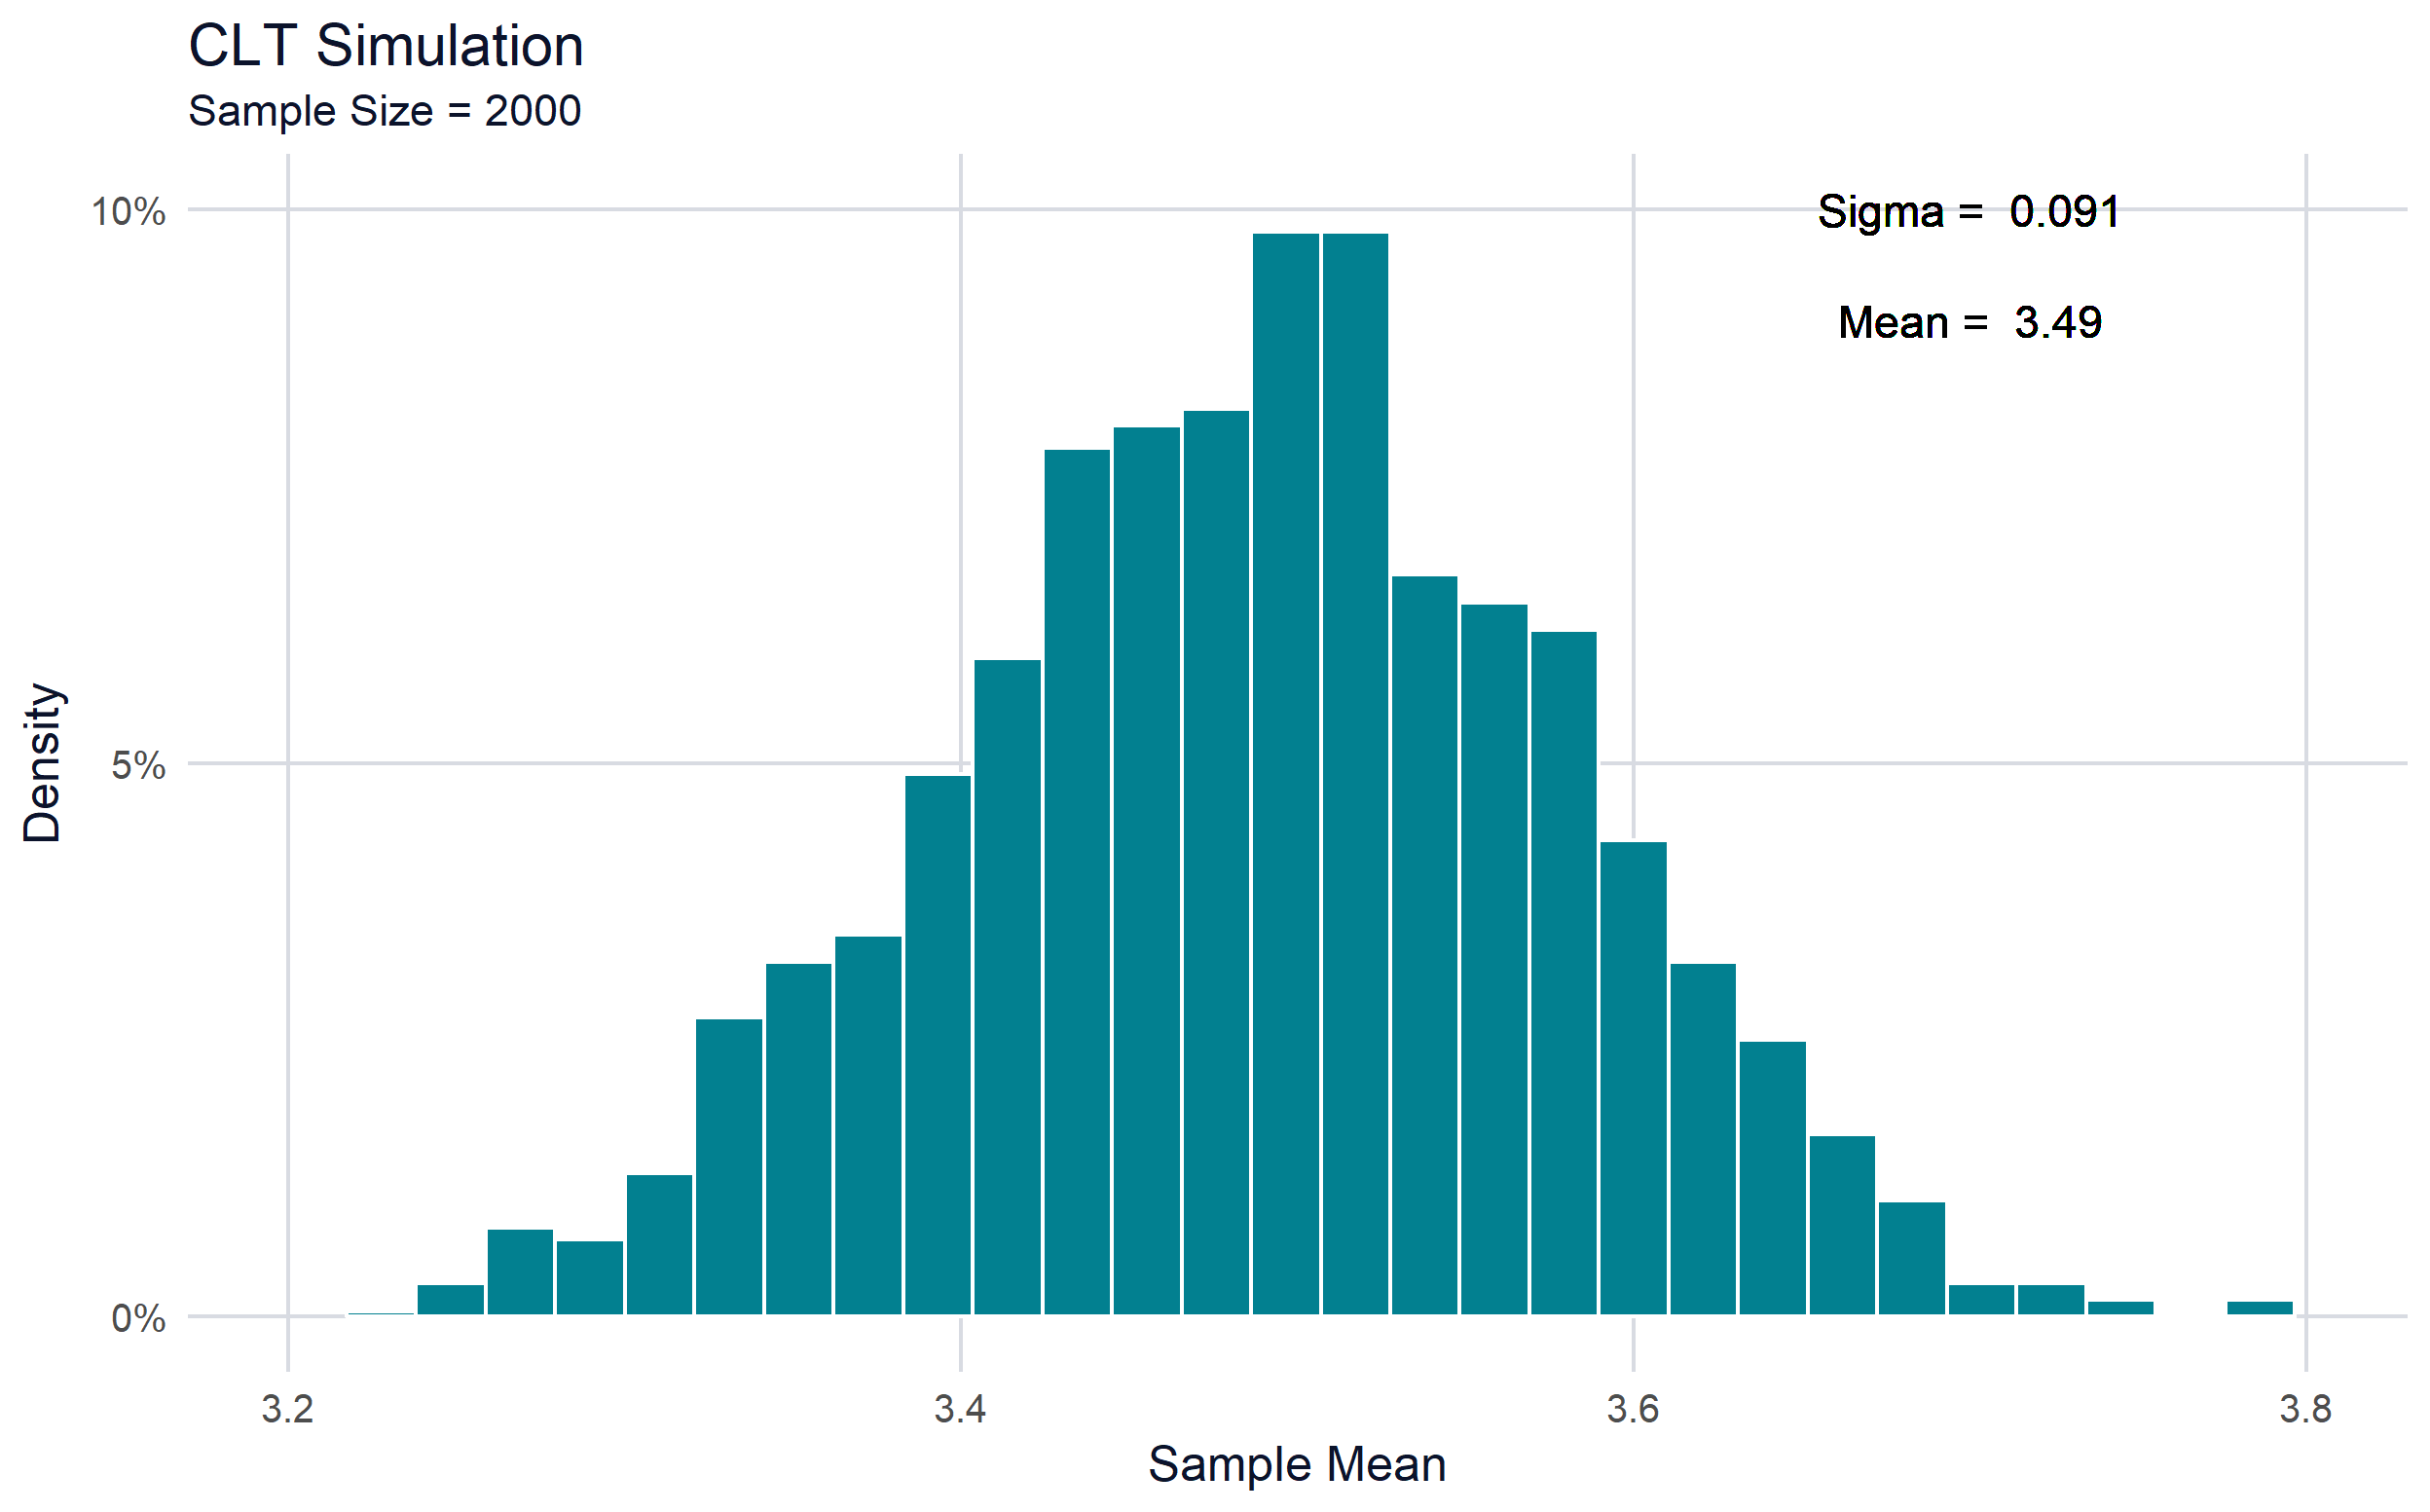 CLT Simulation
Sample Size = 2000
10%
Sigma = 0.091
Mean = 3.49
5%
Density
0%
3.2 3.4 3.6 3.8
Sample Mean